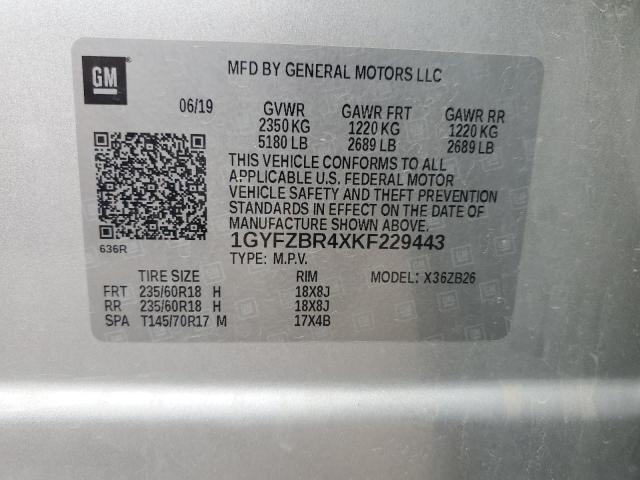 GM
MFD BY GENERAL MOTORS LLC
06/19 GVWR GAWR FRT GAWR RR
2350 KG 1220 KG 1220 KG
5180 LB 2689 LB 2689 LB
THIS VEHICLE CONFORMS TO ALL
APPLICABLE U.S. FEDERAL MOTOR
VEHICLE SAFETY AND THEFT PREVENTION
STANDARDS IN EFFECT ON THE DATE OF
MANUFACTURE SHOWN ABOVE.
636R
1GYFZBR4XKF229443
TYPE: M.P.V.
TIRE SIZE RIM MODEL: X36ZB26
FRT 235/60R18 H 18X8J
RR 235/60R18 H 18X8J
SPA T145/70R17 M 17X4B